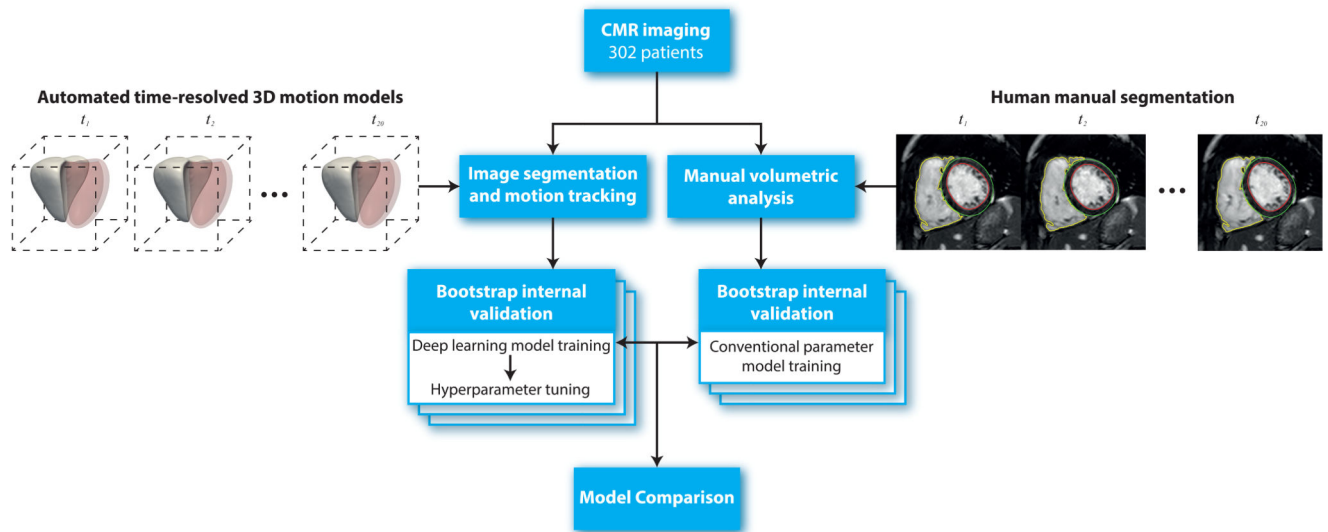 CMR imaging
302 patients
Automated time-resolved 3D motion models
t1
t2
t20
Human manual segmentation
t1
t2
t20
Image segmentation
and motion tracking
Manual volumetric
analysis
Bootstrap internal
validation
Deep learning model training
Hyperparameter tuning
Bootstrap internal
validation
Conventional parameter
model training
Model Comparison